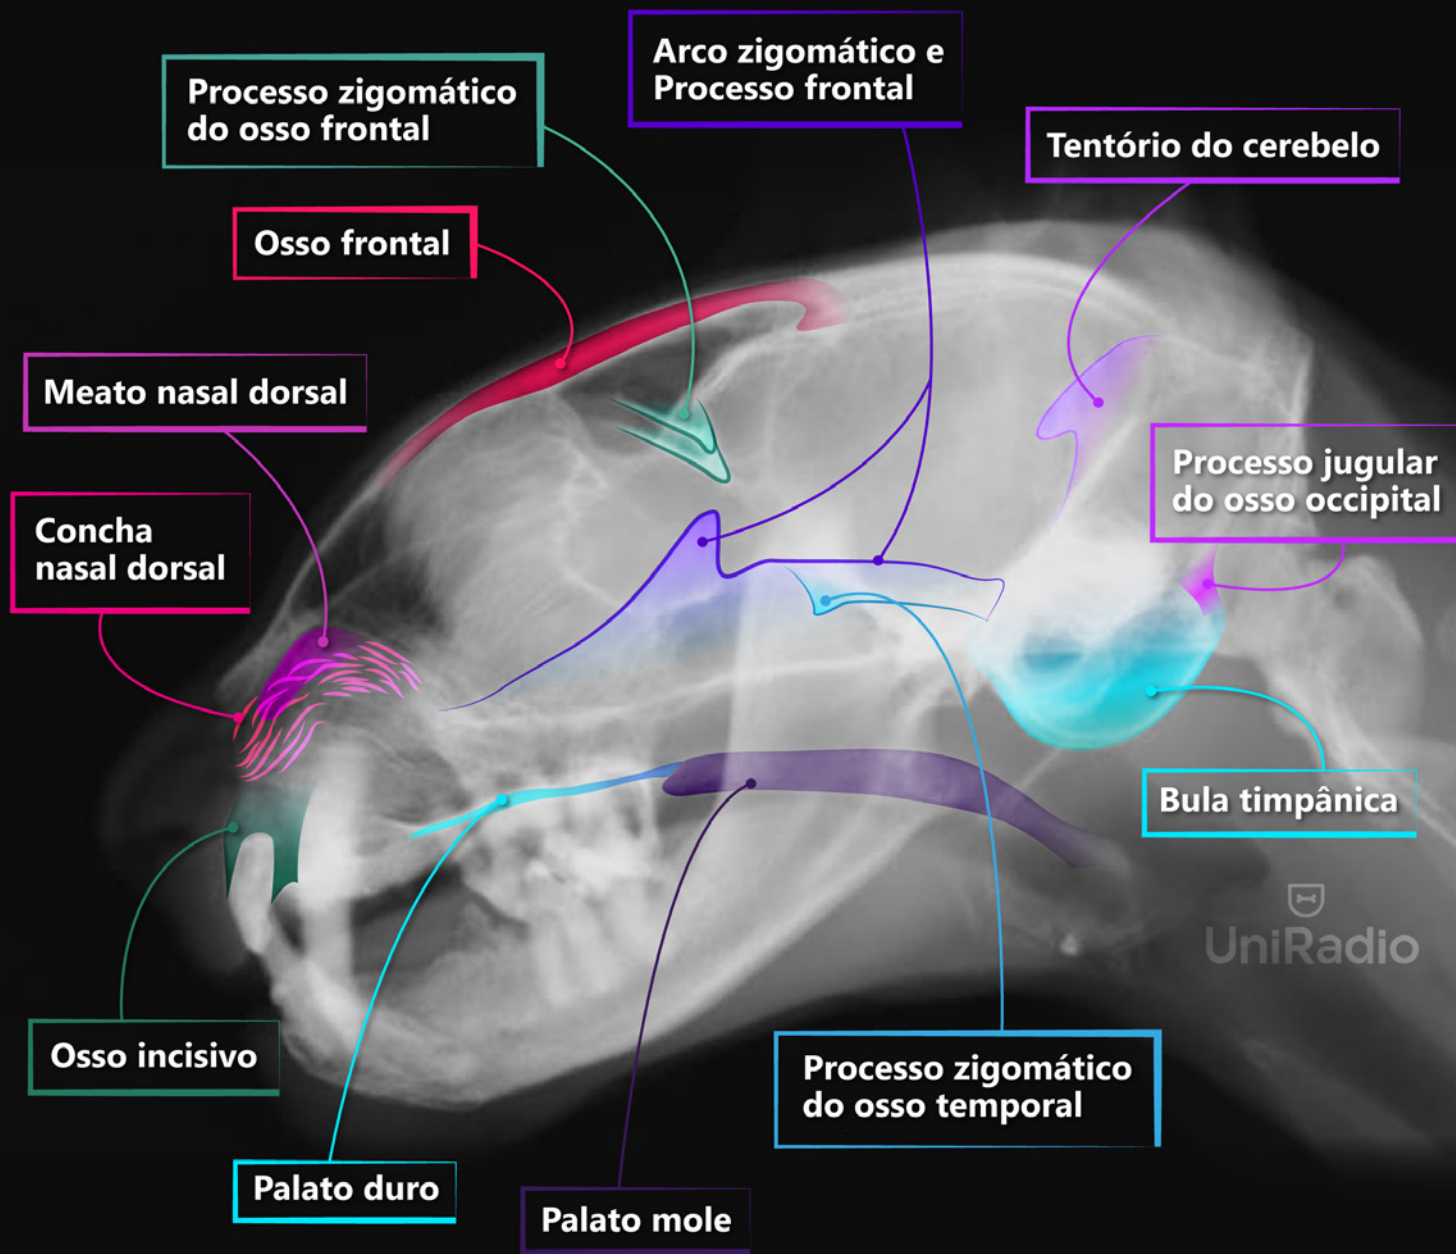 Arco zigomático e
Processo frontal
Processo zigomático
do osso frontal
Tentório do cerebelo
Osso frontal
Meato nasal dorsal
Processo jugular
do osso occipital
Concha
nasal dorsal
Bula timpânica
UniRadio
Osso incisivo
Processo zigomático
do osso temporal
Palato duro
Palato mole